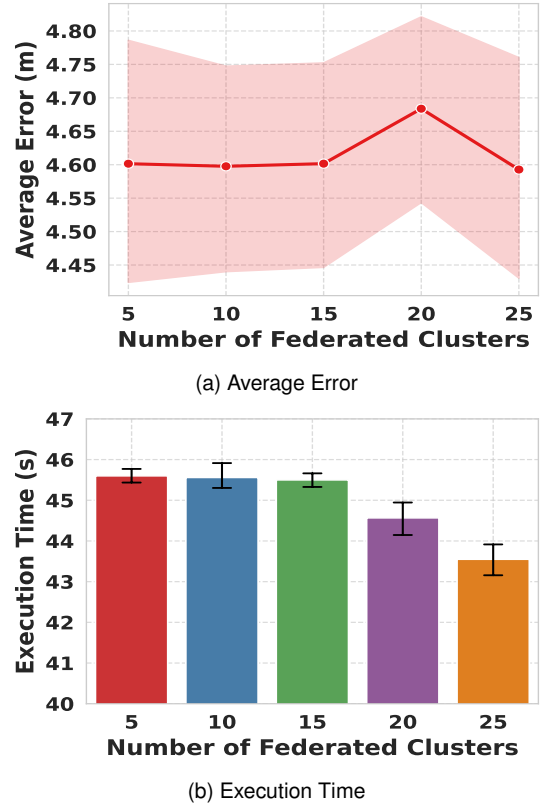 4.80
4.75
4.70
4.65
4.60
4.55
4.50
4.45
Average Error (m)
5 10 15 20 25
Number of Federated Clusters
(a) Average Error
47
46
45
44
43
42
41
40
Execution Time (s)
5 10 15 20 25
Number of Federated Clusters
(b) Execution Time